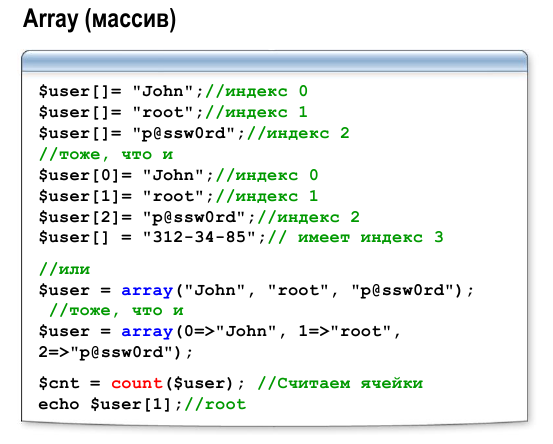 Array (массив)
$user[]= "John";//индекс 0
$user[]= "root";//индекс 1
$user[]= "p@ssw0rd";//индекс 2
//тоже, что и
$user[0]= "John";//индекс 0
$user[1]= "root";//индекс 1
$user[2]= "p@ssw0rd";//индекс 2
$user[] = "312-34-85";// имеет индекс 3
//или
$user = array("John", "root", "p@ssw0rd");
//тоже, что и
$user = array(0=>"John", 1=>"root",
2=>"p@ssw0rd");
$cnt = count($user); //Считаем ячейки
echo $user[1];//root